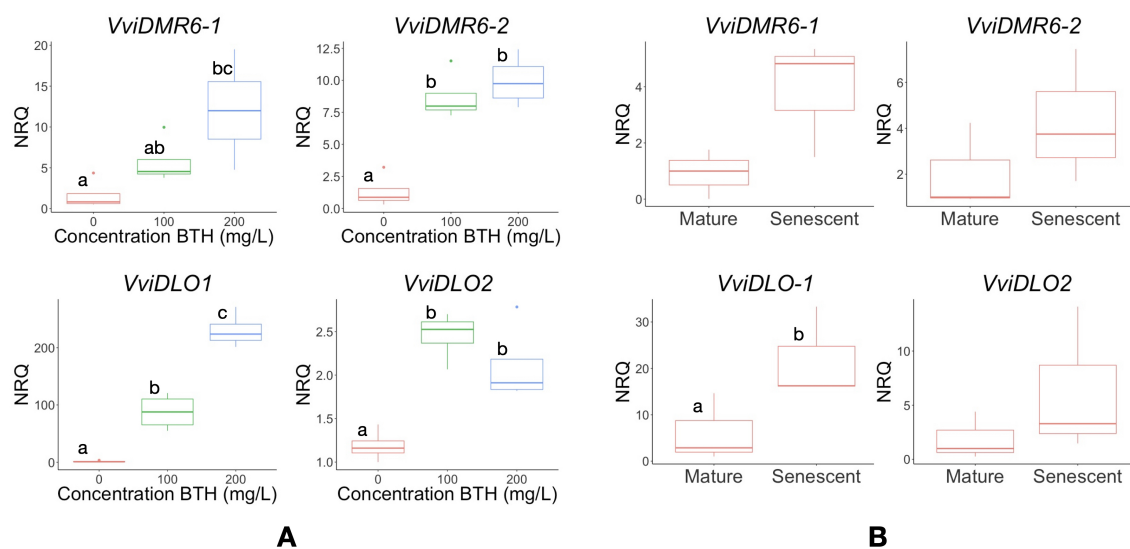 VviDMR6-1
NRQ
20
15
10
5
0
a
ab
bc
0 100 200
Concentration BTH (mg/L)
VviDMR6-2
NRQ
12.5
10.0
7.5
5.0
2.5
0.0
a
b
b
0 100 200
Concentration BTH (mg/L)
VviDMR6-1
NRQ
4
2
0
Mature Senescent
VviDMR6-2
NRQ
6
4
2
Mature Senescent
VviDLO1
NRQ
200
100
0
a
b
c
0 100 200
Concentration BTH (mg/L)
VviDLO2
NRQ
2.5
2.0
1.5
1.0
a
b
b
0 100 200
Concentration BTH (mg/L)
VviDLO-1
NRQ
30
20
10
0
a
b
Mature Senescent
VviDLO2
NRQ
10
5
0
Mature Senescent
A
B